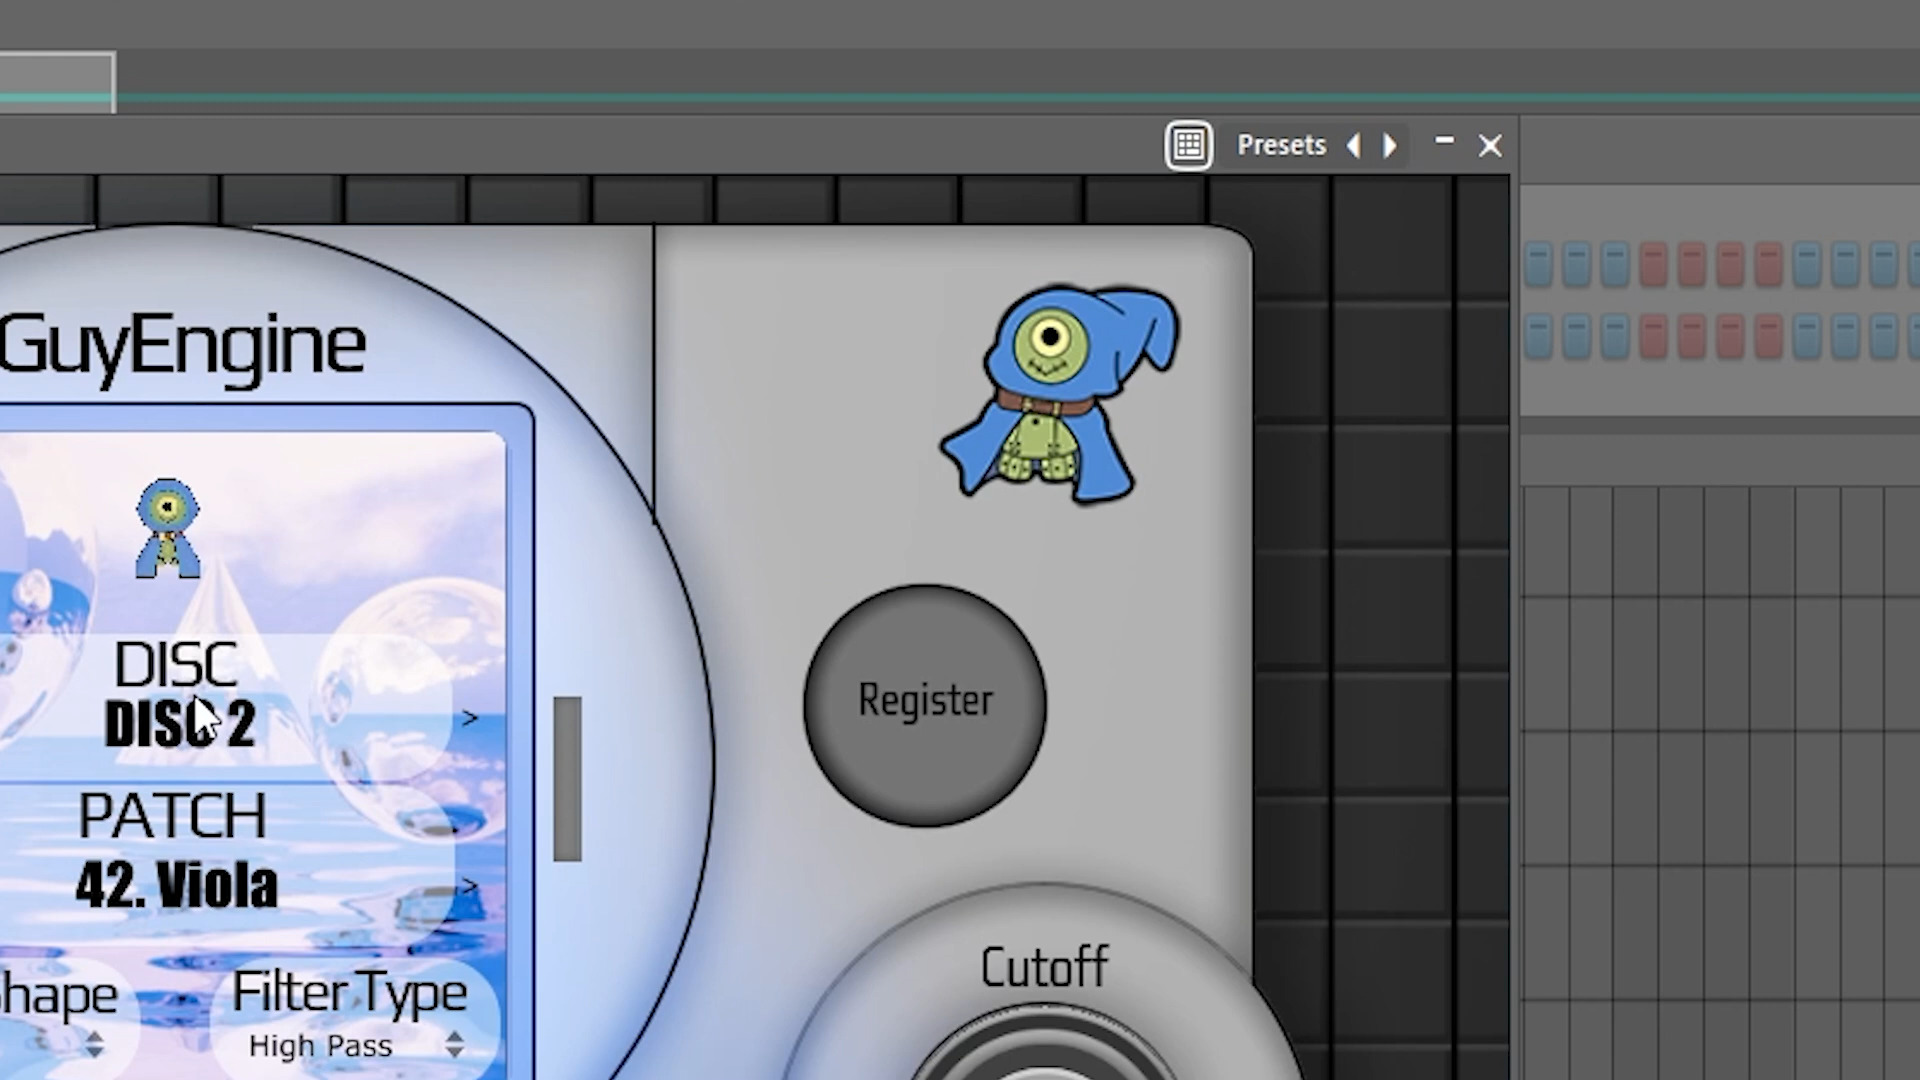 Presets
GuyEngine
DISC
DISC 2
>
Register
PATCH
42. Viola
>
Cutoff
hape
Filter Type
High Pass